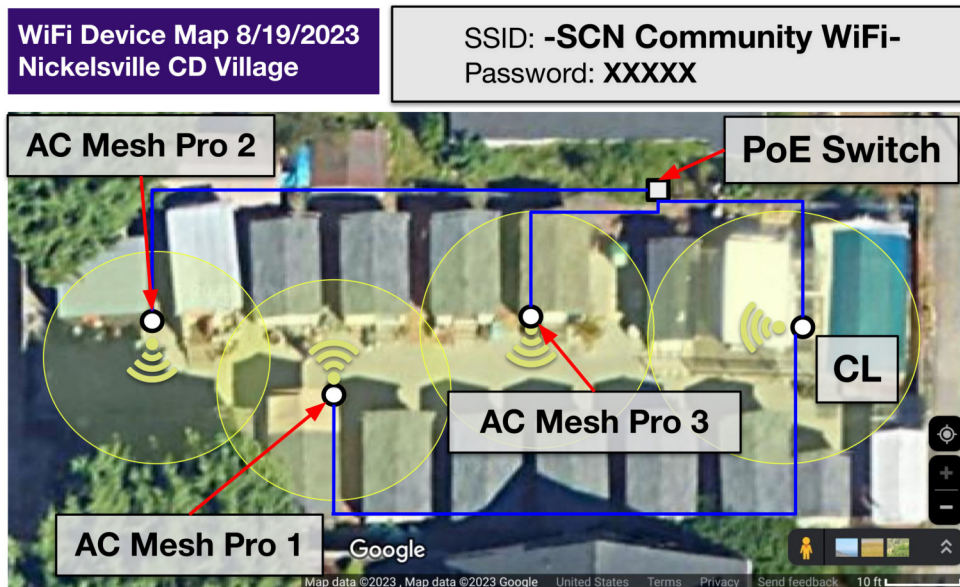 WiFi Device Map 8/19/2023
Nickelsville CD Village
SSID: -SCN Community WiFi-
Password: XXXXX
AC Mesh Pro 2
PoE Switch
CL
AC Mesh Pro 3
AC Mesh Pro 1
Google
Map data ©2023 , Map data ©2023 Google United States Terms Privacy Send feedback 10 ft